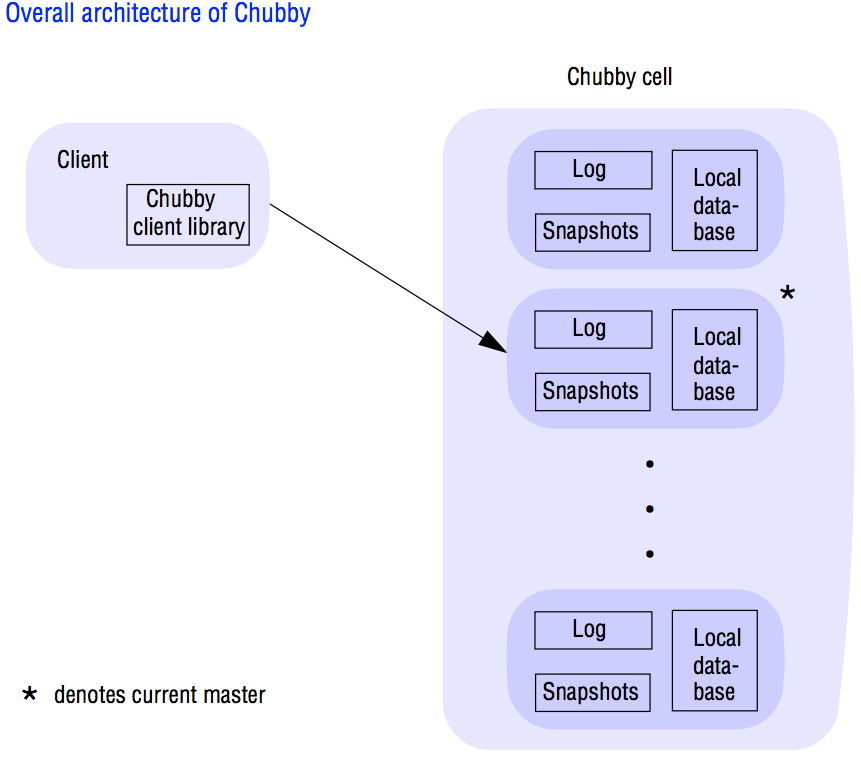 Overall architecture of Chubby
Chubby cell
Client
Chubby
client library
Log
Snapshots
Local
data-
base
*
Log
Snapshots
Local
data-
base
Log
Snapshots
Local
data-
base
* denotes current master